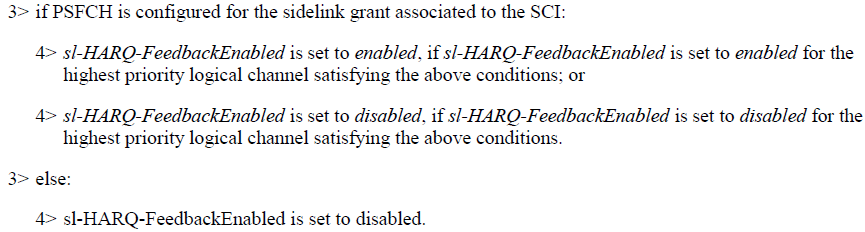 3> if PSFCH is configured for the sidelink grant associated to the SCI:
4> sl-HARQ-FeedbackEnabled is set to enabled, if sl-HARQ-FeedbackEnabled is set to enabled for the
highest priority logical channel satisfying the above conditions; or
4> sl-HARQ-FeedbackEnabled is set to disabled, if sl-HARQ-FeedbackEnabled is set to disabled for the
highest priority logical channel satisfying the above conditions.
3> else:
4> sl-HARQ-FeedbackEnabled is set to disabled.